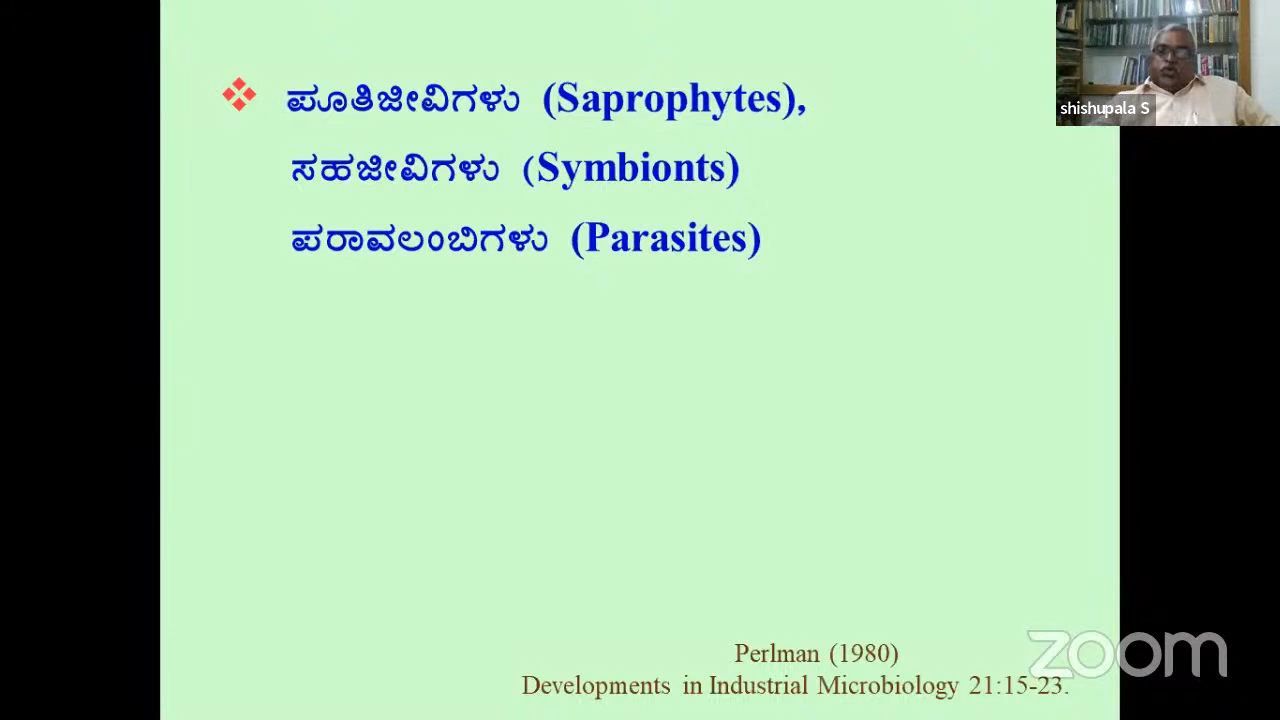 ಪೂತಿಜೀವಿಗಳು (Saprophytes),
ಸಹಜೀವಿಗಳು (Symbionts)
ಪರಾವಲಂಬಿಗಳು (Parasites)
shishupala S
Perlman (1980)
Developments in Industrial Microbiology 21:15-23.
zoom